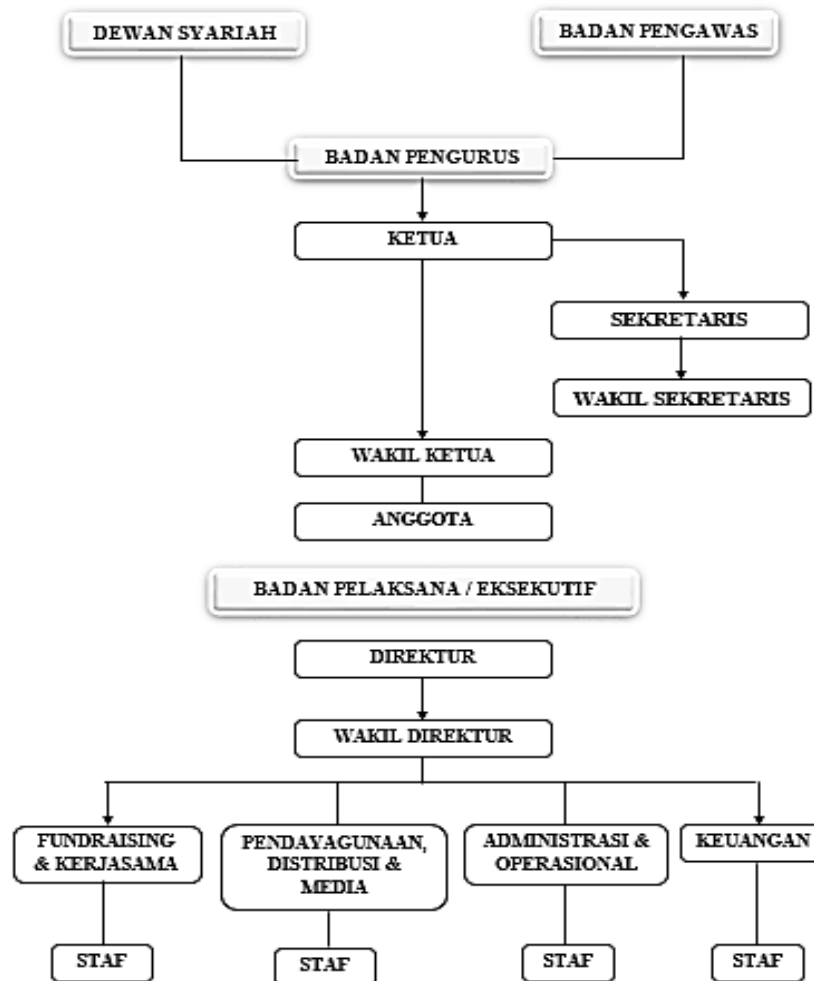 DEWAN SYARIAH
BADAN PENGAWAS
BADAN PENGURUS
KETUA
SEKRETARIS
WAKIL SEKRETARIS
WAKIL KETUA
ANGGOTA
BADAN PELAKSANA / EKSEKUTIF
DIREKTUR
WAKIL DIREKTUR
FUNDRAISING
& KERJASAMA
PENDAYAGUNAAN,
DISTRIBUSI &
MEDIA
ADMINISTRASI &
OPERASIONAL
KEUANGAN
STAF
STAF
STAF
STAF